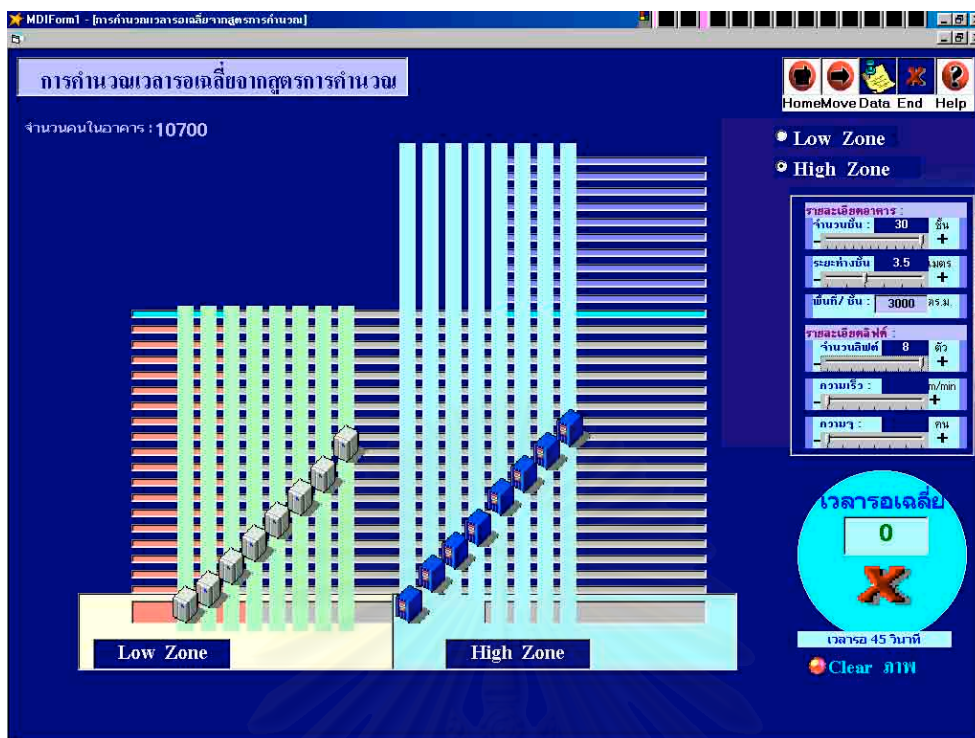 MDIForm1 - [การคำนวณเวลารอเฉลี่ยจากสูตรการคำนวณ]
การคำนวณเวลารอเฉลี่ยจากสูตรการคำนวณ
Home Move Data End Help
จำนวนคนในอาคาร : 10700
Low Zone
High Zone
รายละเอียดอาคาร :
จำนวนชั้น : 30 ชั้น
- +
ระยะห่างชั้น 3.5 เมตร
- +
พื้นที่/ ชั้น : 3000 ตร.ม.
รายละเอียดลิฟต์ :
จำนวนลิฟต์ 8 ตัว
- +
ความเร็ว : m/min
- +
ความจุ : คน
- +
เวลารอเฉลี่ย
0
เวลารอ 45 วินาที
Clear ภาพ
Low Zone
High Zone